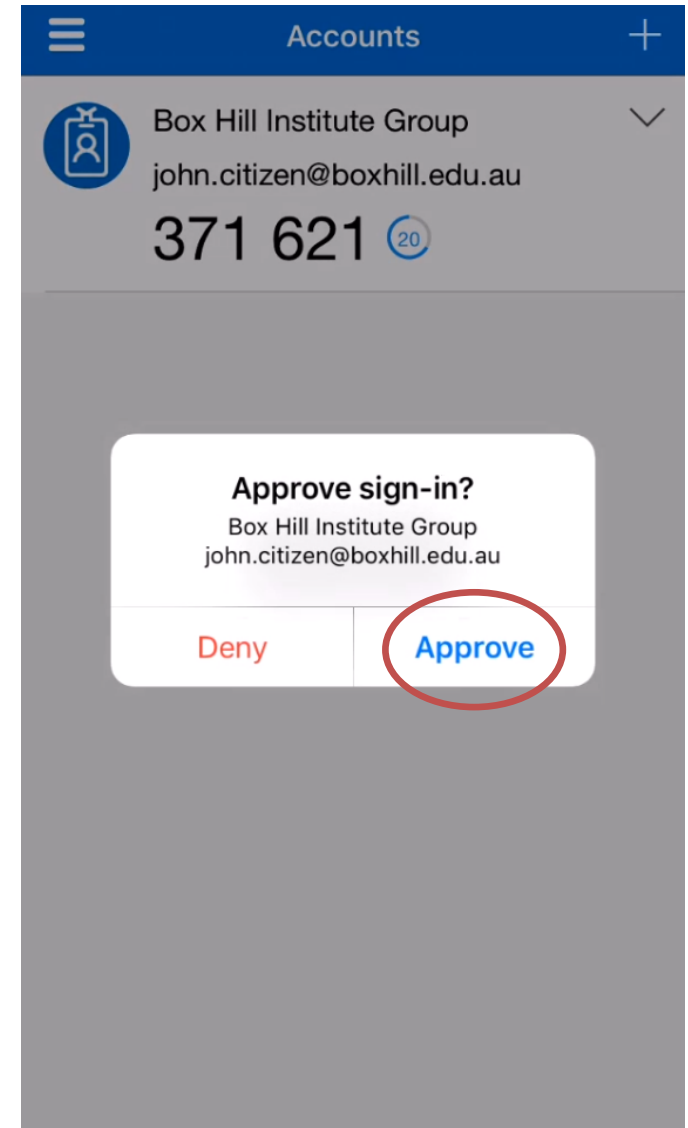 Accounts
Box Hill Institute Group
john.citizen@boxhill.edu.au
371 621 20
Approve sign-in?
Box Hill Institute Group
john.citizen@boxhill.edu.au
Deny Approve